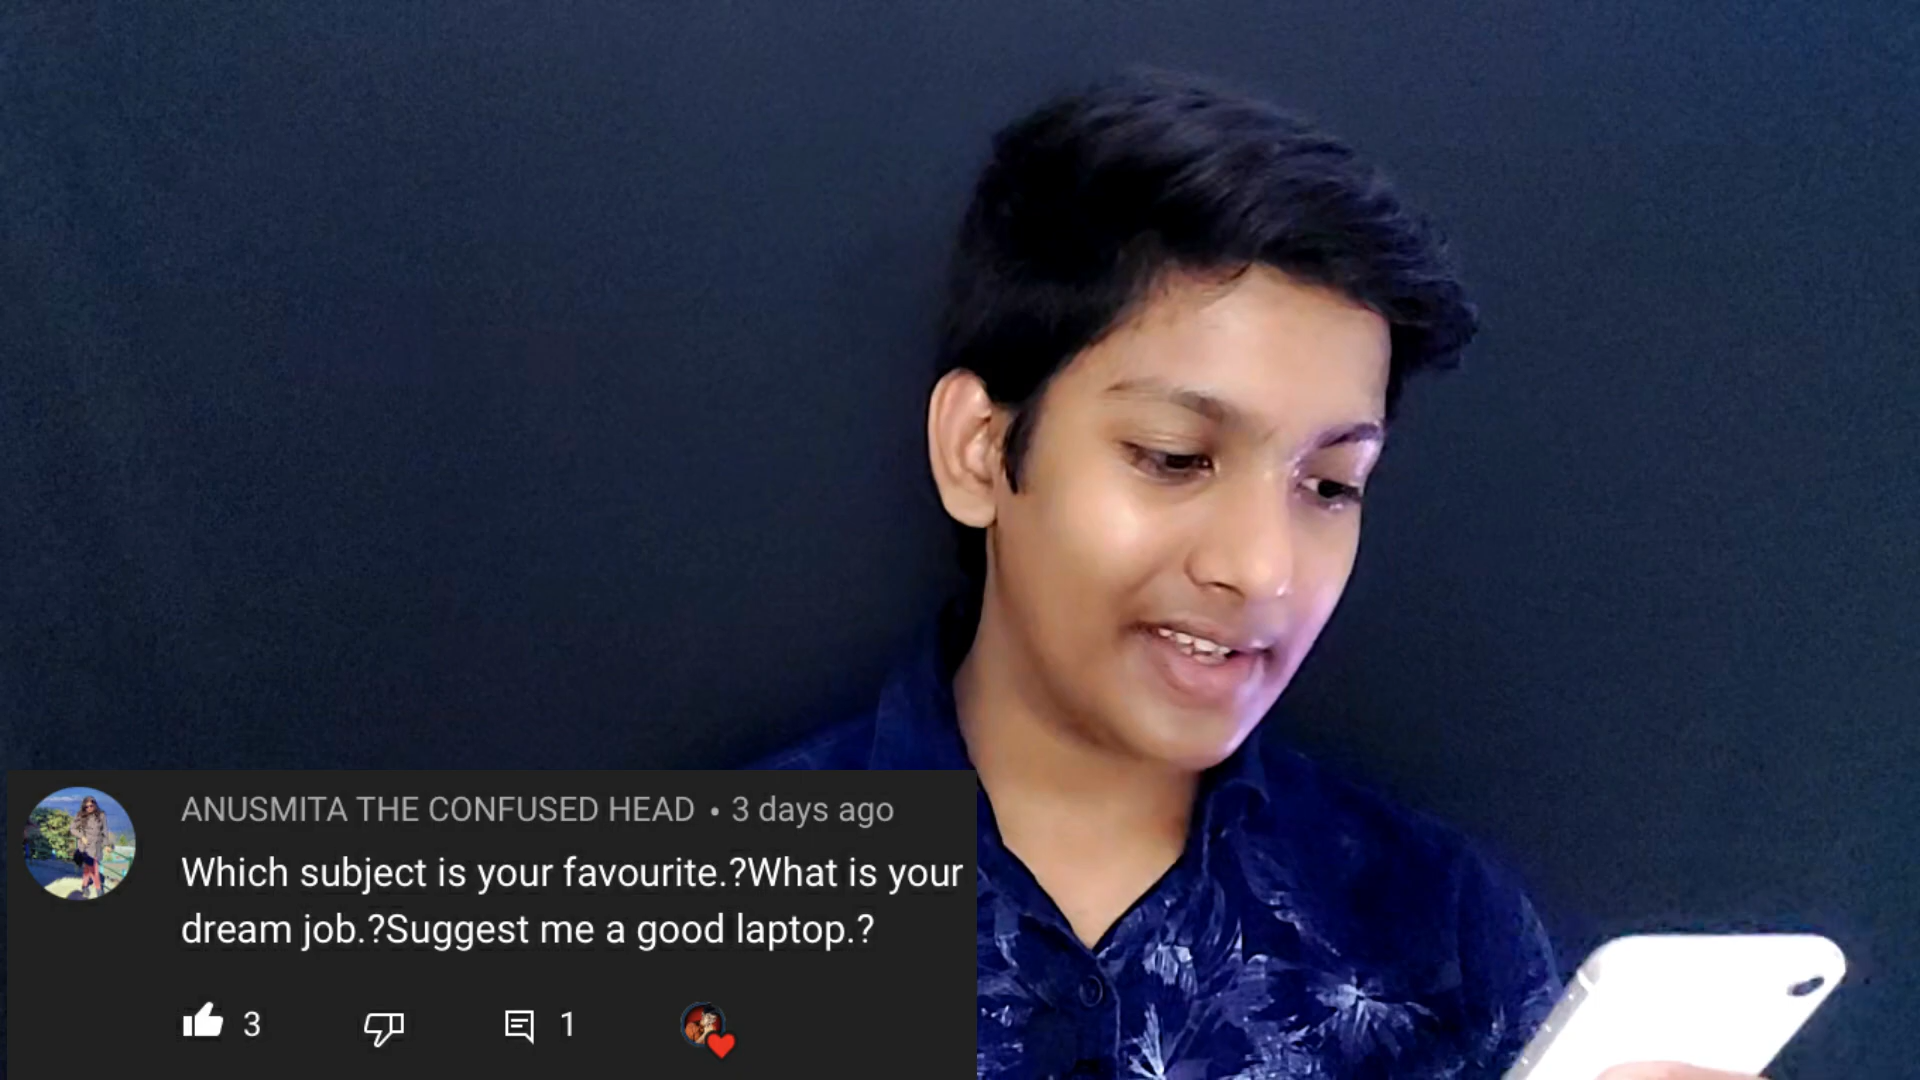 ANUSMITA THE CONFUSED HEAD • 3 days ago
Which subject is your favourite.?What is your
dream job.?Suggest me a good laptop.?
3
1